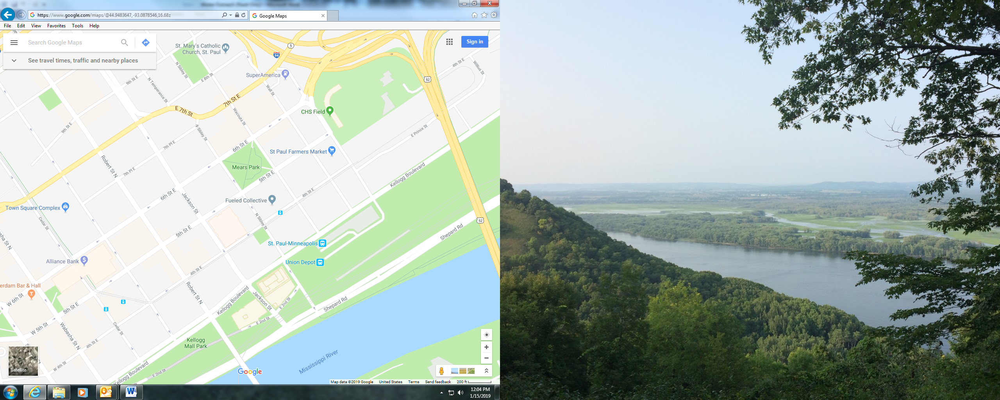 https://www.google.com/maps/@44.9483647,-93.0878546,16.68z
Google Maps
File Edit View Favorites Tools Help
Search Google Maps
Sign in
See travel times, traffic and nearby places
St. Mary's Catholic
Church, St. Paul
5
94
4th St E
Willius St
N Sibley St
E 8th St
SuperAmerica
52
9th St E
N Temperance St
Wall St
7th St E
E 7th St
CHS Field
Wacouta St
9th St E
N Sibley St
E Prince St
7th Pl E
6th St E
St Paul Farmers Market
Robert St N
Mears Park
7th Pl E
5th St E
Kellogg Boulevard
6th St E
4th St E
Jackson St
Fueled Collective
Town Square Complex
Cedar St
N Sibley St
52
5th St E
Shepard Rd
St. Paul-Minneapolis
Alliance Bank
Union Depot
4th St E
erdam Bar & Hall
Robert St N
W 6th St
Kellogg Boulevard
Jackson St
5th St E
E 2nd St
Shepard Rd
W 5th St
Wabasha St N
Cedar St
E 2nd St
Kellogg
Mall Park
4th St E
Mississippi River
W 4th St
Satellite
Kellogg Boulevard
E 2nd St
Google
Map data ©2019 Google United States Terms Send feedback 200 ft
12:04 PM
1/15/2019